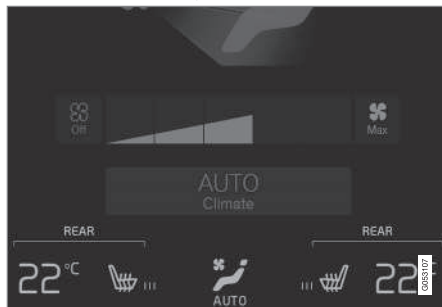 Off
Max
AUTO
Climate
REAR REAR
22°C 22°C
AUTO
G053107